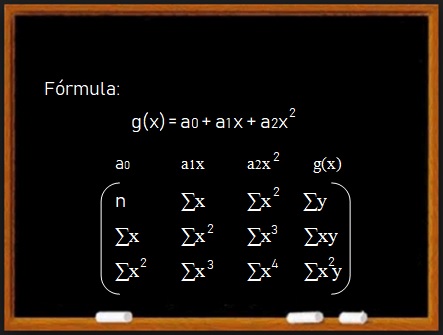 Fórmula:
g(x) = a0 + a1x + a2x²
a0 a1x a2x² g(x)
n ∑x ∑x² ∑y
∑x ∑x² ∑x³ ∑xy
∑x² ∑x³ ∑x⁴ ∑x²y